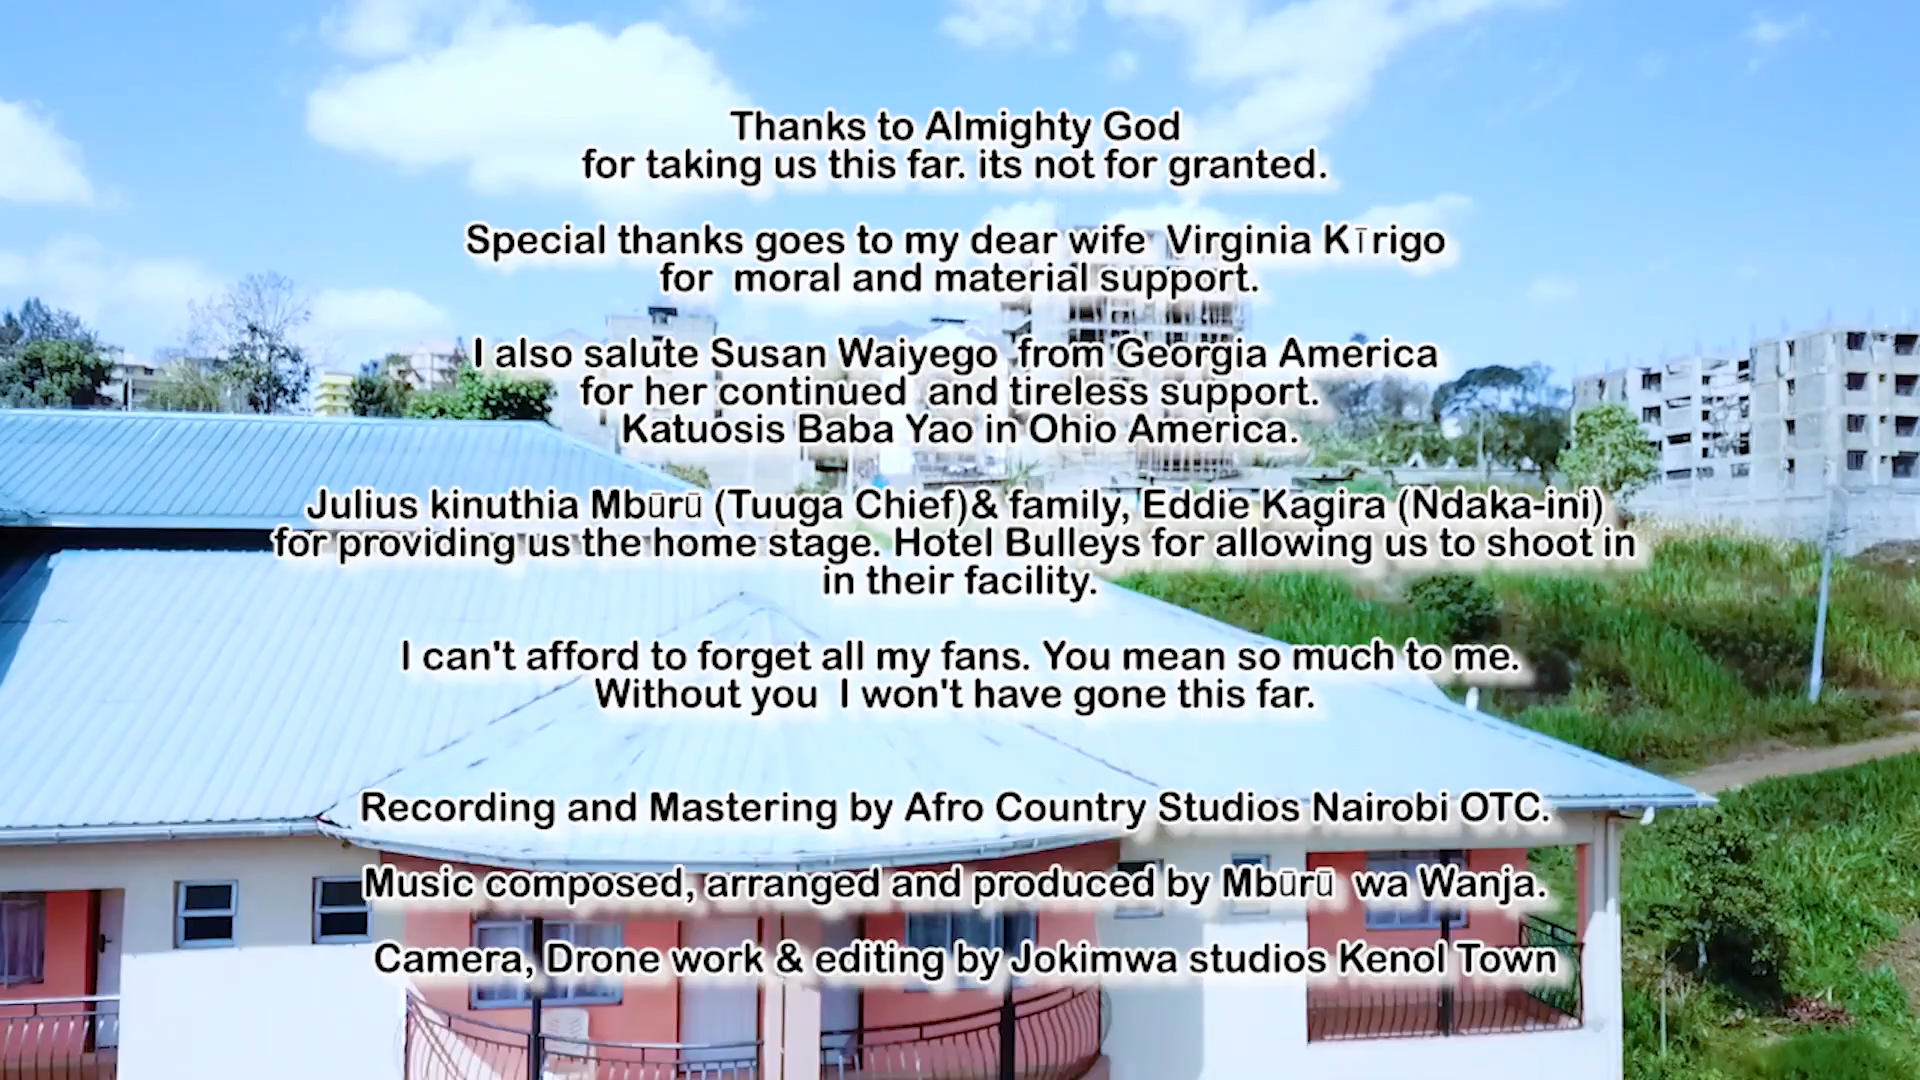 Thanks to Almighty God
for taking us this far. its not for granted.
Special thanks goes to my dear wife Virginia Kīrigo
for moral and material support.
I also salute Susan Waiyego from Georgia America
for her continued and tireless support.
Katuosis Baba Yao in Ohio America.
Julius kinuthia Mbūrū (Tuuga Chief)& family, Eddie Kagira (Ndaka-ini)
for providing us the home stage. Hotel Bulleys for allowing us to shoot in
in their facility.
I can't afford to forget all my fans. You mean so much to me.
Without you I won't have gone this far.
Recording and Mastering by Afro Country Studios Nairobi OTC.
Music composed, arranged and produced by Mbūrū wa Wanja.
Camera, Drone work & editing by Jokimwa studios Kenol Town